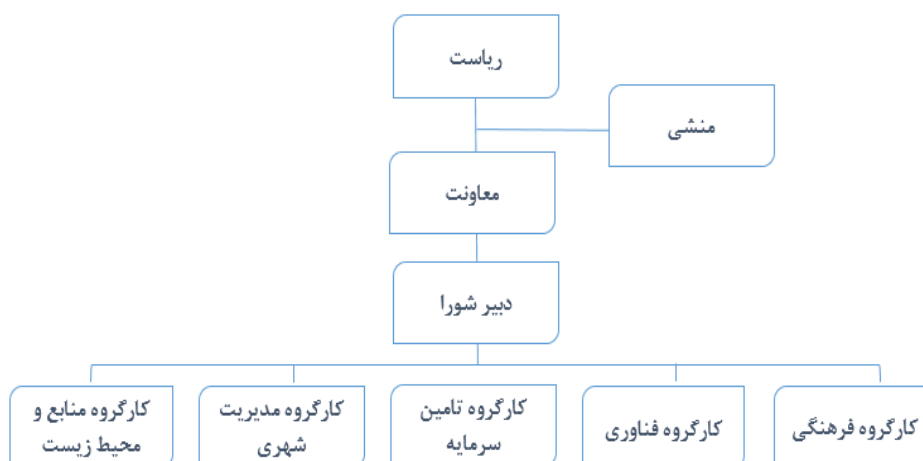 ریاست
منشی
معاونت
دبیر شورا
کارگروه فرهنگی
کارگروه فناوری
کارگروه تامین
سرمایه
کارگروه مدیریت
شهری
کارگروه منابع و
محیط زیست